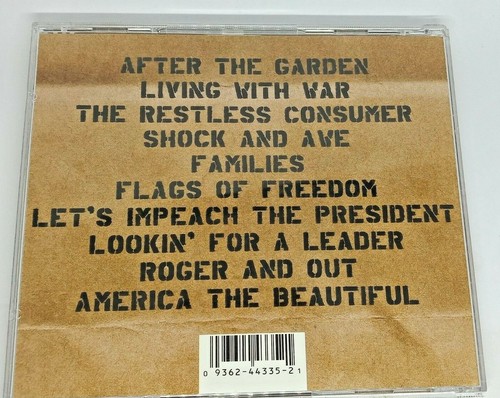 AFTER THE GARDEN
LIVING WITH WAR
THE RESTLESS CONSUMER
SHOCK AND AWE
FAMILIES
FLAGS OF FREEDOM
LET'S IMPEACH THE PRESIDENT
LOOKIN' FOR A LEADER
ROGER AND OUT
AMERICA THE BEAUTIFUL
0 9362-44335-2 1